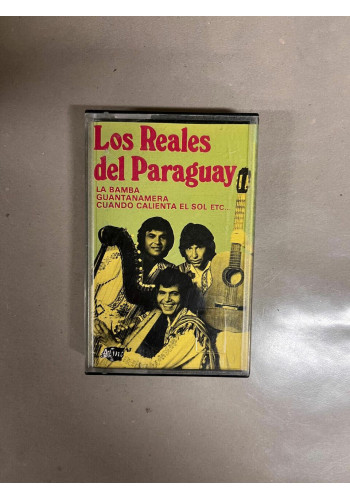 Los Reales
del Paraguay
LA BAMBA
GUANTANAMERA
CUANDO CALIENTA EL SOL ETC...